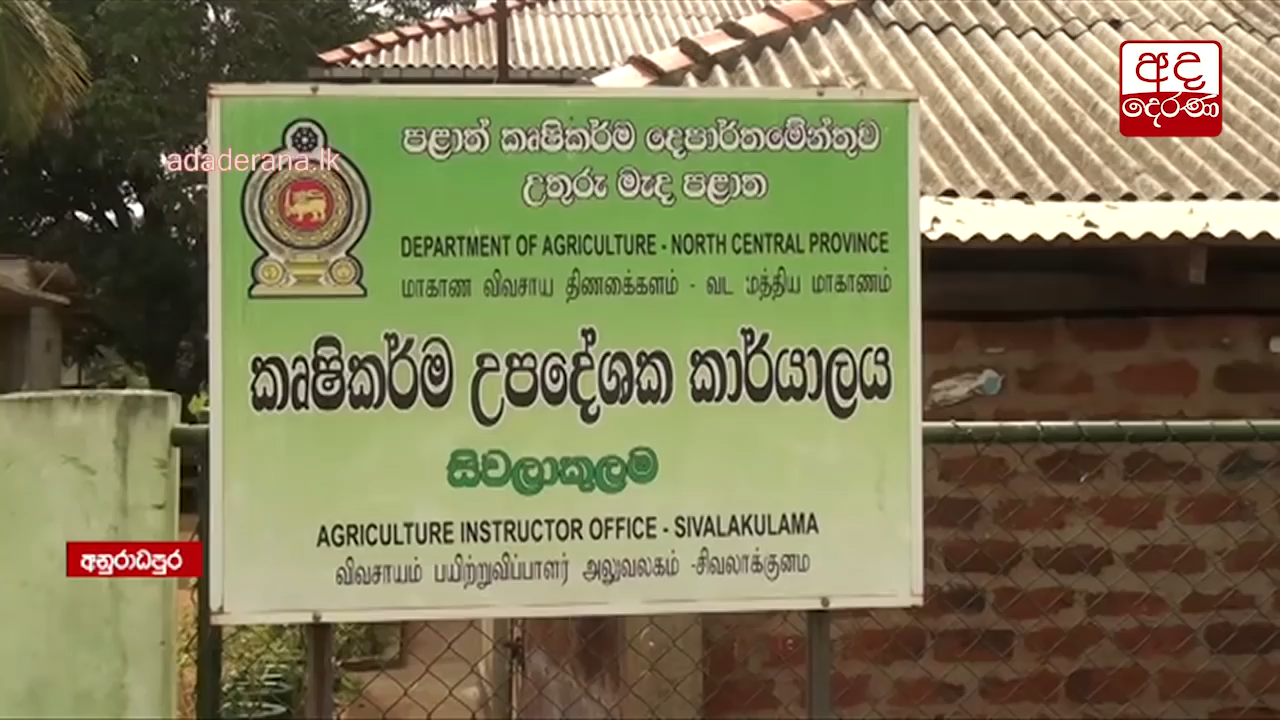 අද
දෙරණ
adaderana.lk
පළාත් කෘෂිකර්ම දෙපාර්තමේන්තුව
උතුරු මැද පළාත
DEPARTMENT OF AGRICULTURE - NORTH CENTRAL PROVINCE
மாகாண விவசாய திணைக்களம் - வட மத்திய மாகாணம்
කෘෂිකර්ම උපදේශක කාර්යාලය
සිවලාකුලම
AGRICULTURE INSTRUCTOR OFFICE - SIVALAKULAMA
விவசாயம் பயிற்றுவிப்பாளர் அலுவலகம் -சிவலாக்குனம
අනුරාධපුර